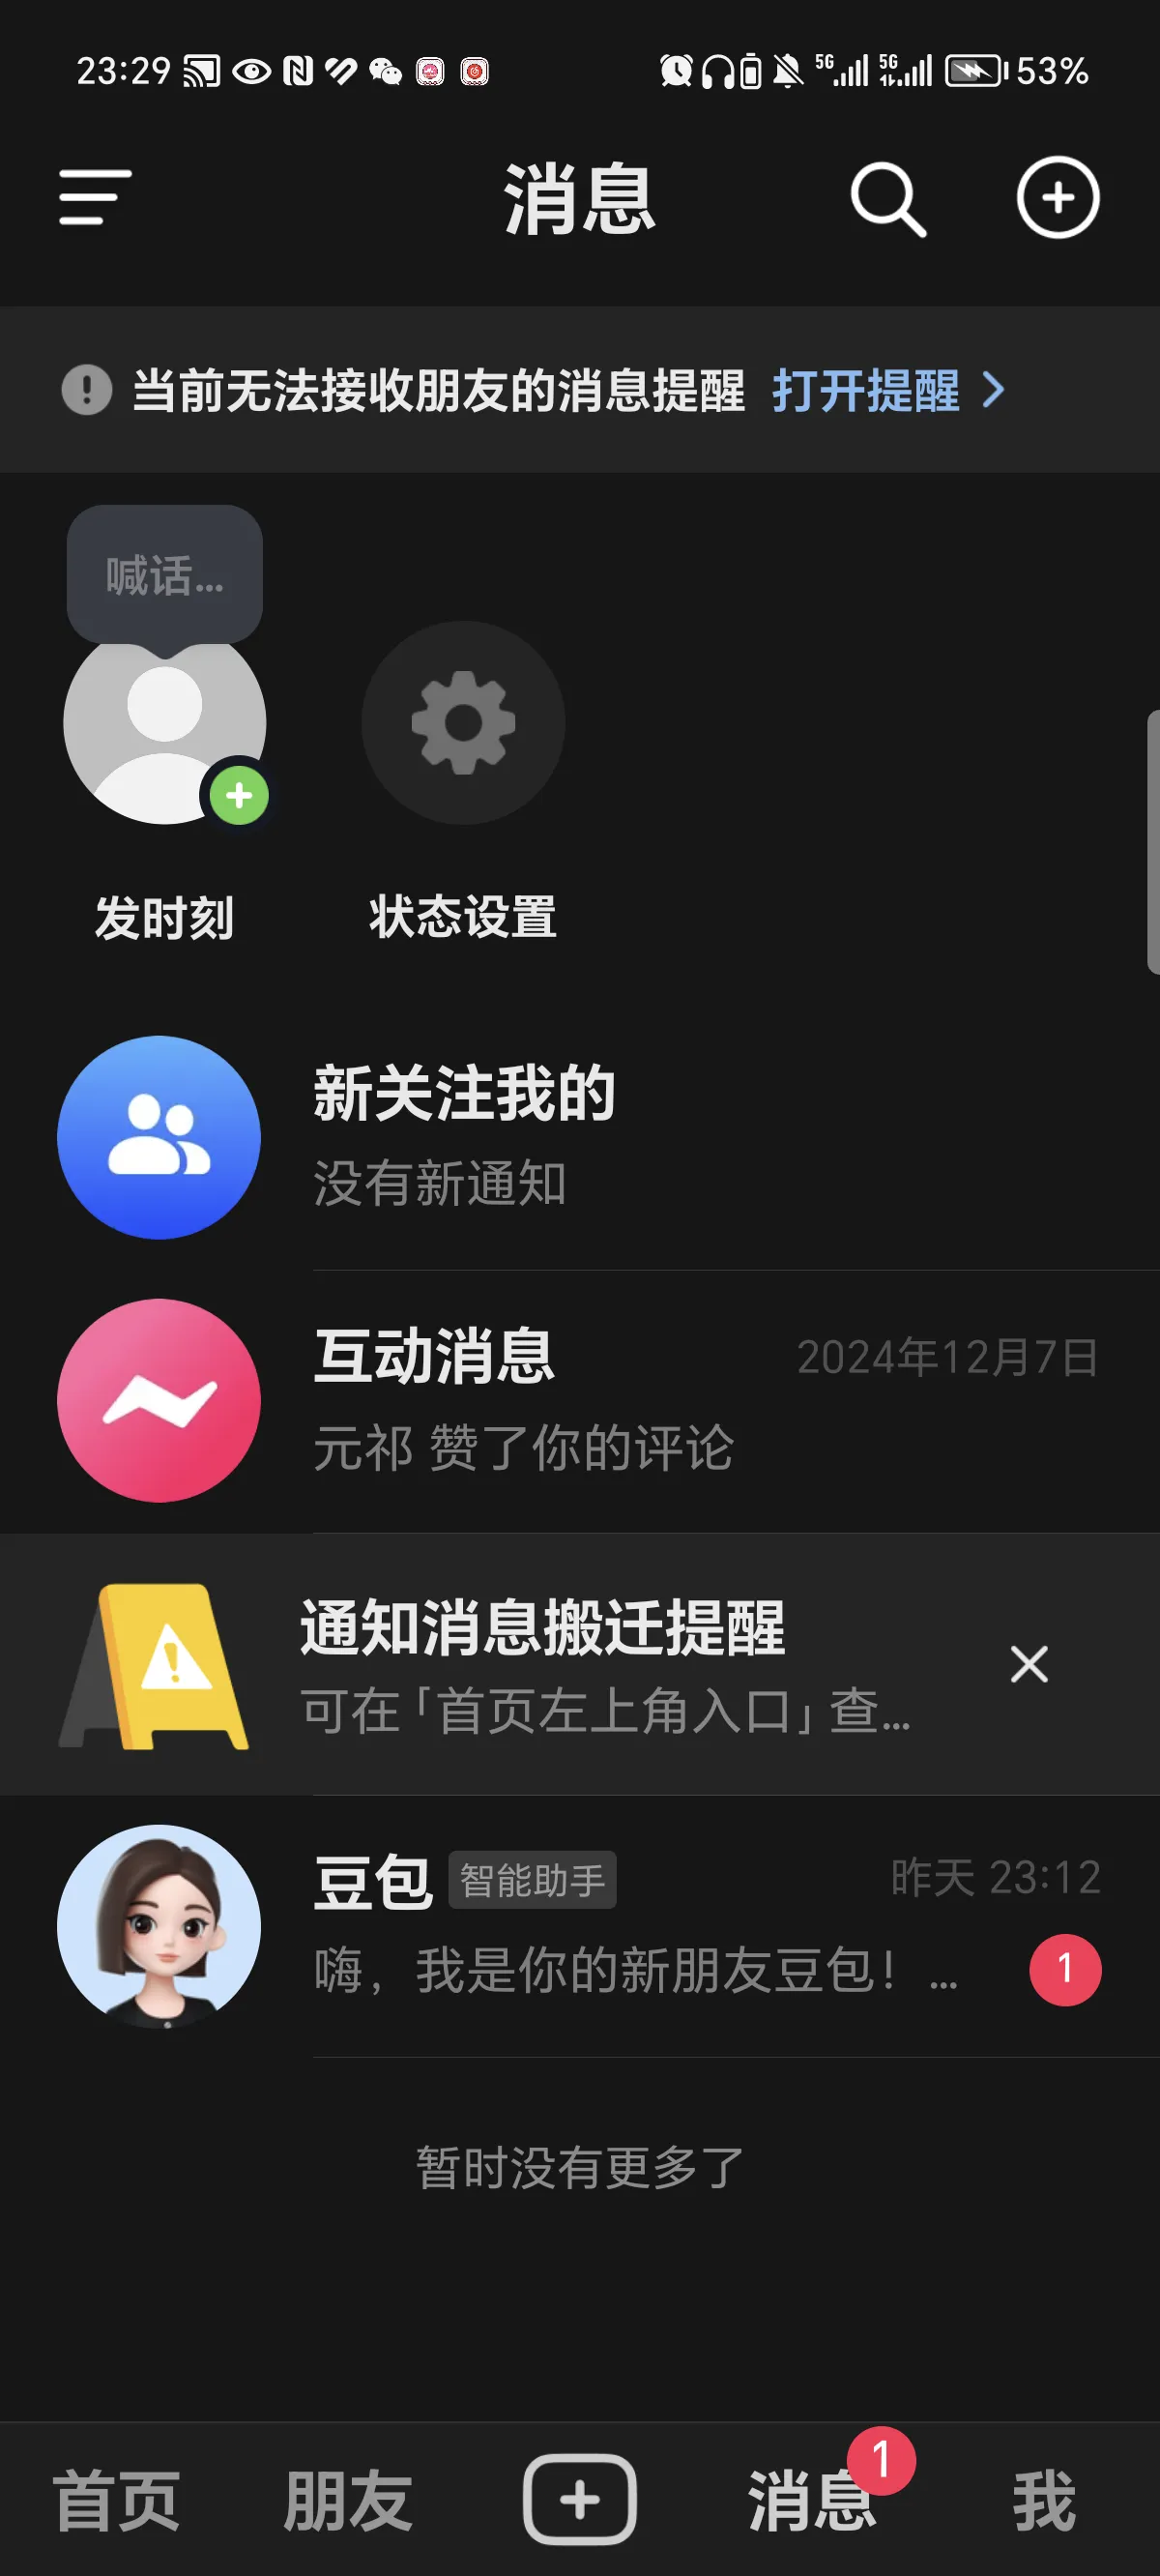 23:29 5G 5G 53%
消息
当前无法接收朋友的消息提醒 打开提醒
喊话...
发时刻 状态设置
新关注我的
没有新通知
互动消息 2024年12月7日
元祁 赞了你的评论
通知消息搬迁提醒
可在「首页左上角入口」查...
豆包 智能助手 昨天 23:12
嗨，我是你的新朋友豆包！... 1
暂时没有更多了
首页 朋友 消息 1 我